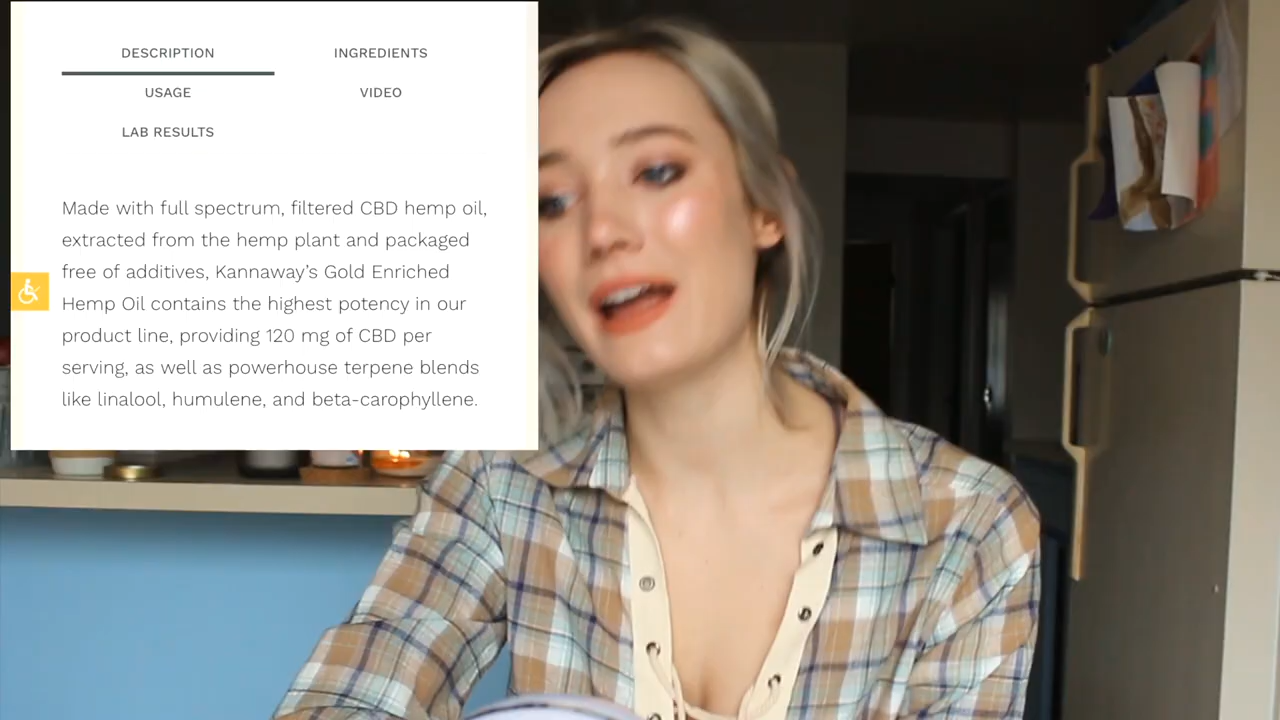 DESCRIPTION
INGREDIENTS
USAGE
VIDEO
LAB RESULTS
Made with full spectrum, filtered CBD hemp oil,
extracted from the hemp plant and packaged
free of additives, Kannaway’s Gold Enriched
Hemp Oil contains the highest potency in our
product line, providing 120 mg of CBD per
serving, as well as powerhouse terpene blends
like linalool, humulene, and beta-carophyllene.